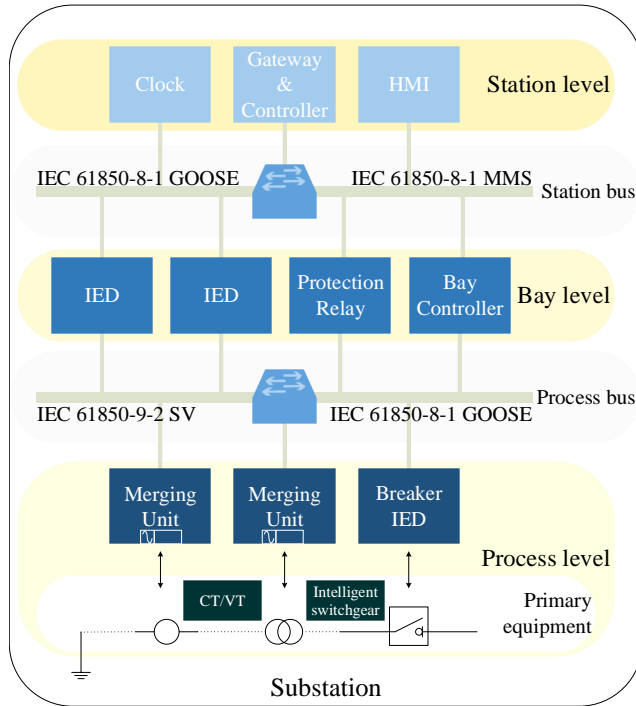 Clock
Gateway
&
Controller
HMI
Station level
IEC 61850-8-1 GOOSE
IEC 61850-8-1 MMS
Station bus
IED
IED
Protection
Relay
Bay
Controller
Bay level
Process bus
IEC 61850-9-2 SV
IEC 61850-8-1 GOOSE
Merging
Unit
Merging
Unit
Breaker
IED
Process level
CT/VT
Intelligent
switchgear
Primary
equipment
Substation